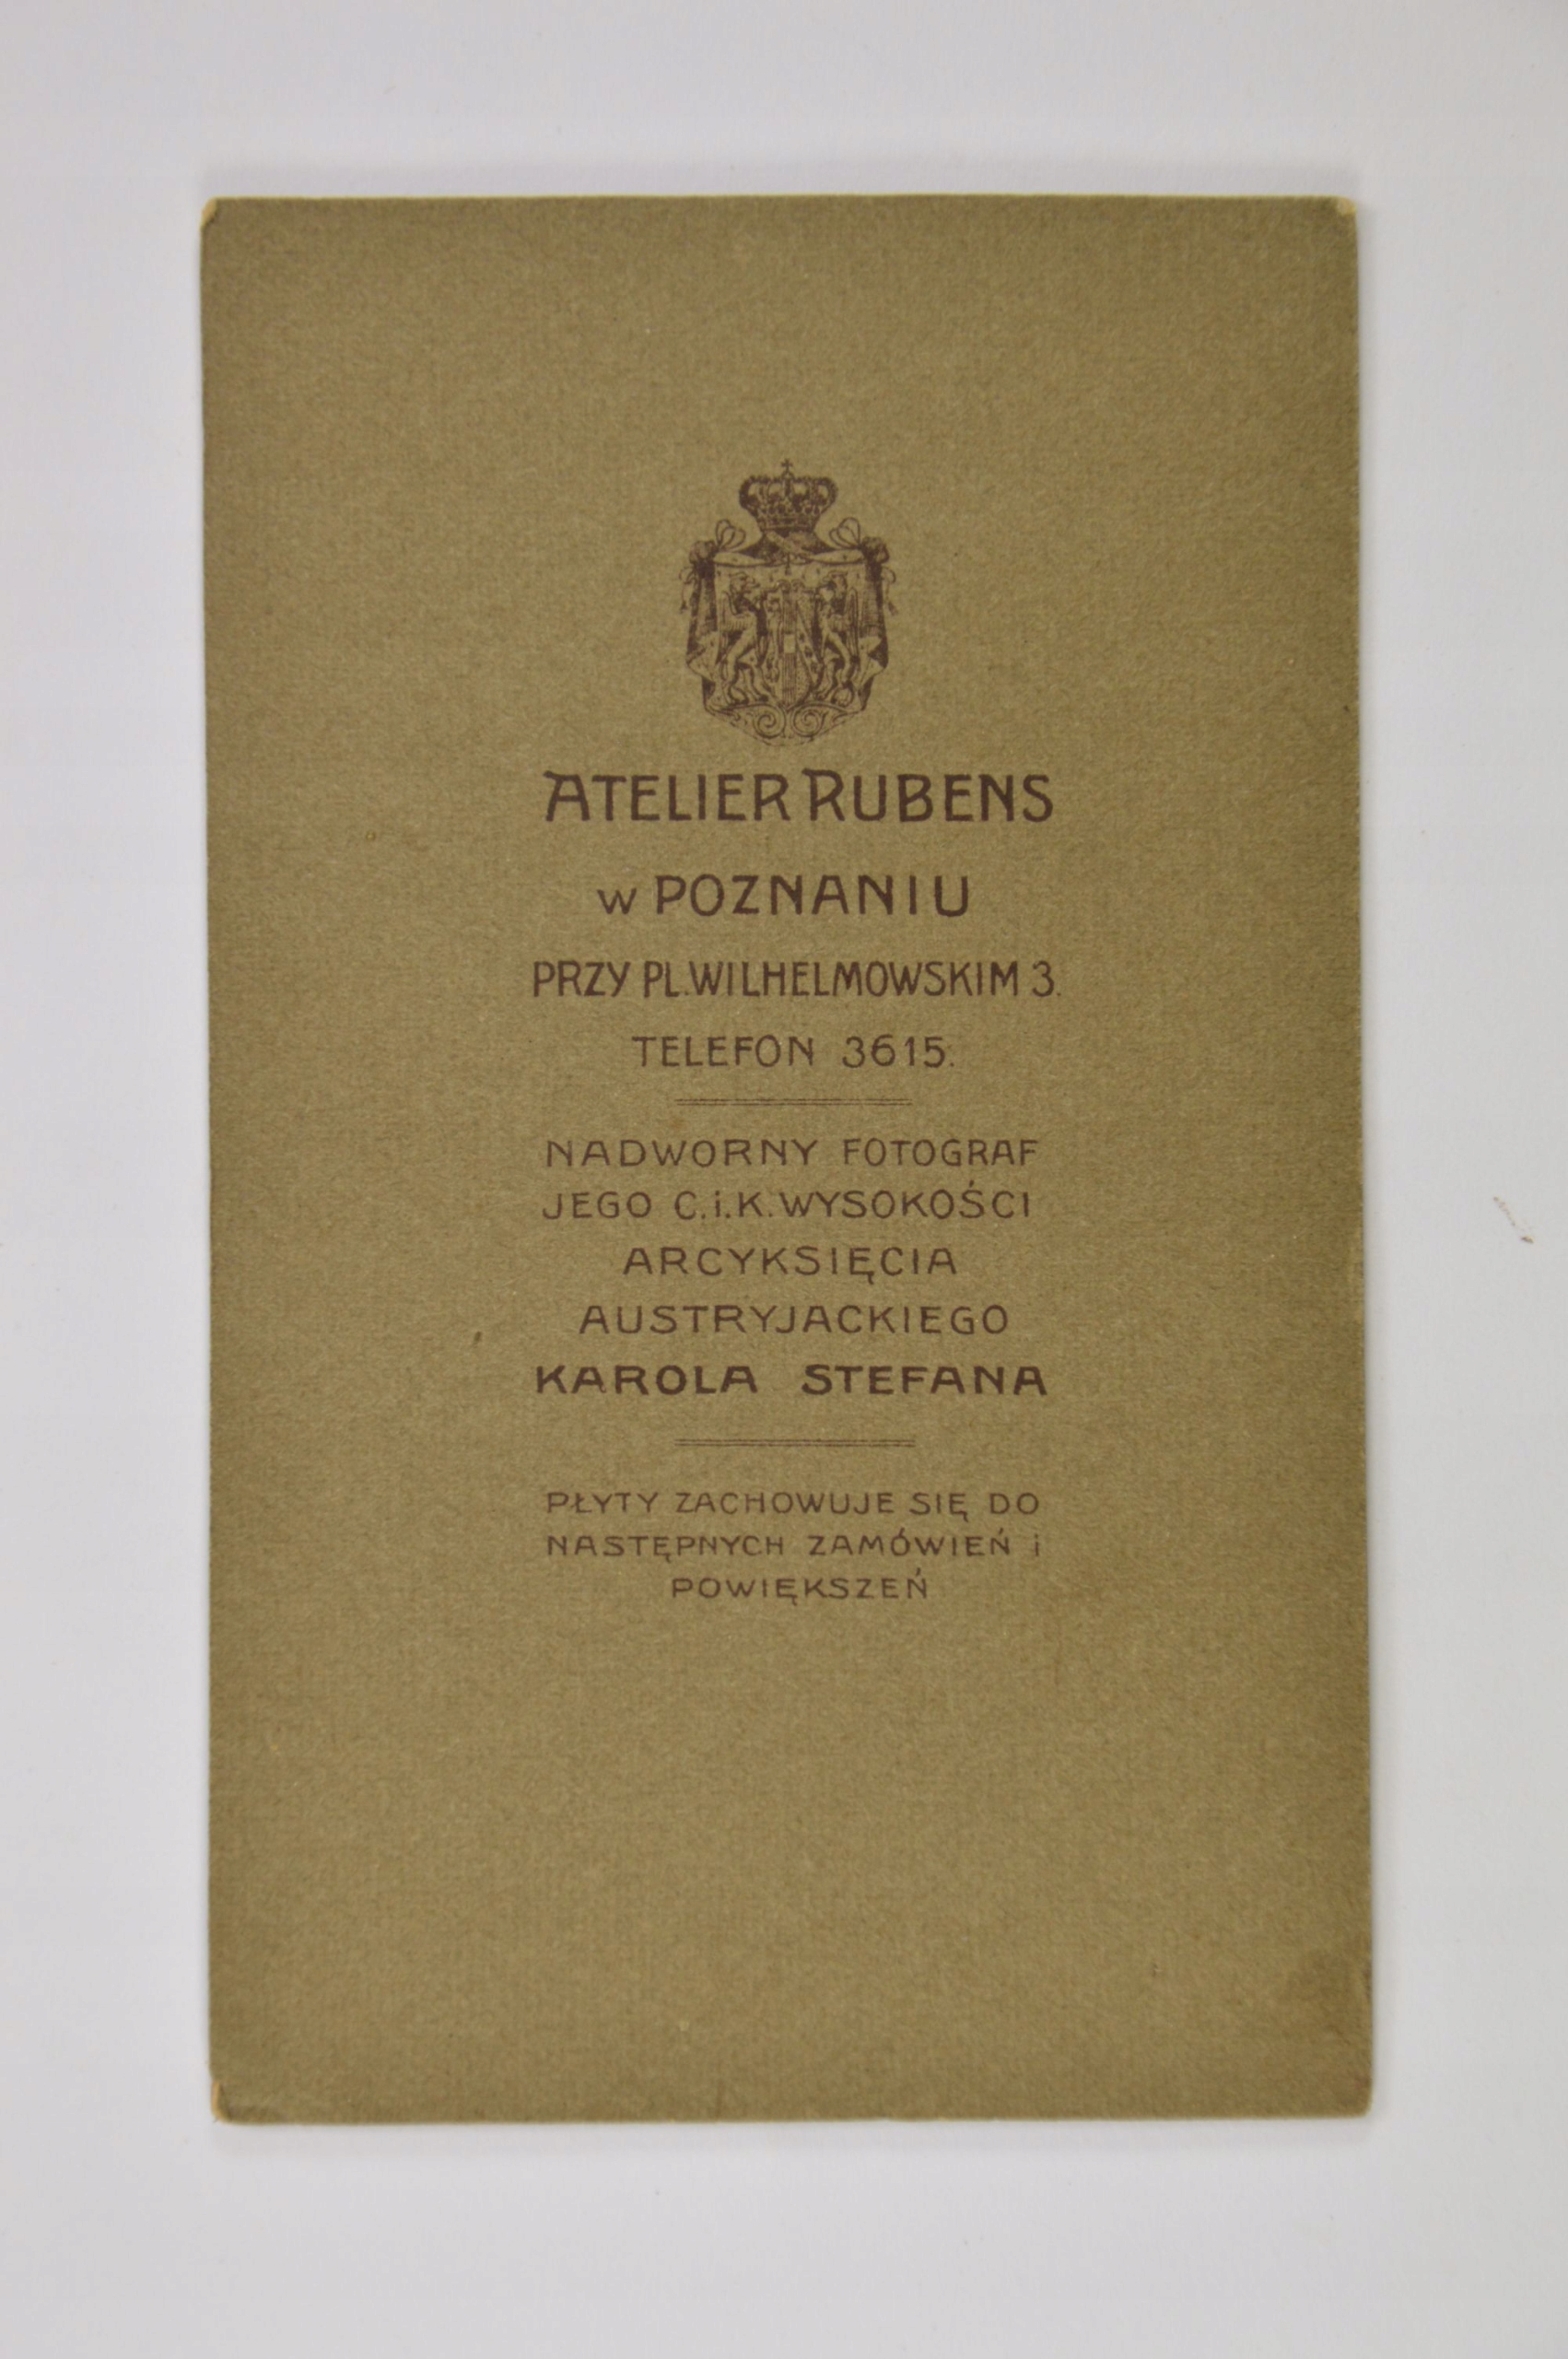 ATELIER RUBENS
w POZNANIU
PRZY PL.WILHELMOWSKIM 3.
TELEFON 3615.
NADWORNY FOTOGRAF
JEGO C.i.K.WYSOKOŚCI
ARCYKSIĘCIA
AUSTRYJACKIEGO
KAROLA STEFANA
PŁYTY ZACHOWUJE SIĘ DO
NASTĘPNYCH ZAMÓWIEŃ i
POWIĘKSZEŃ